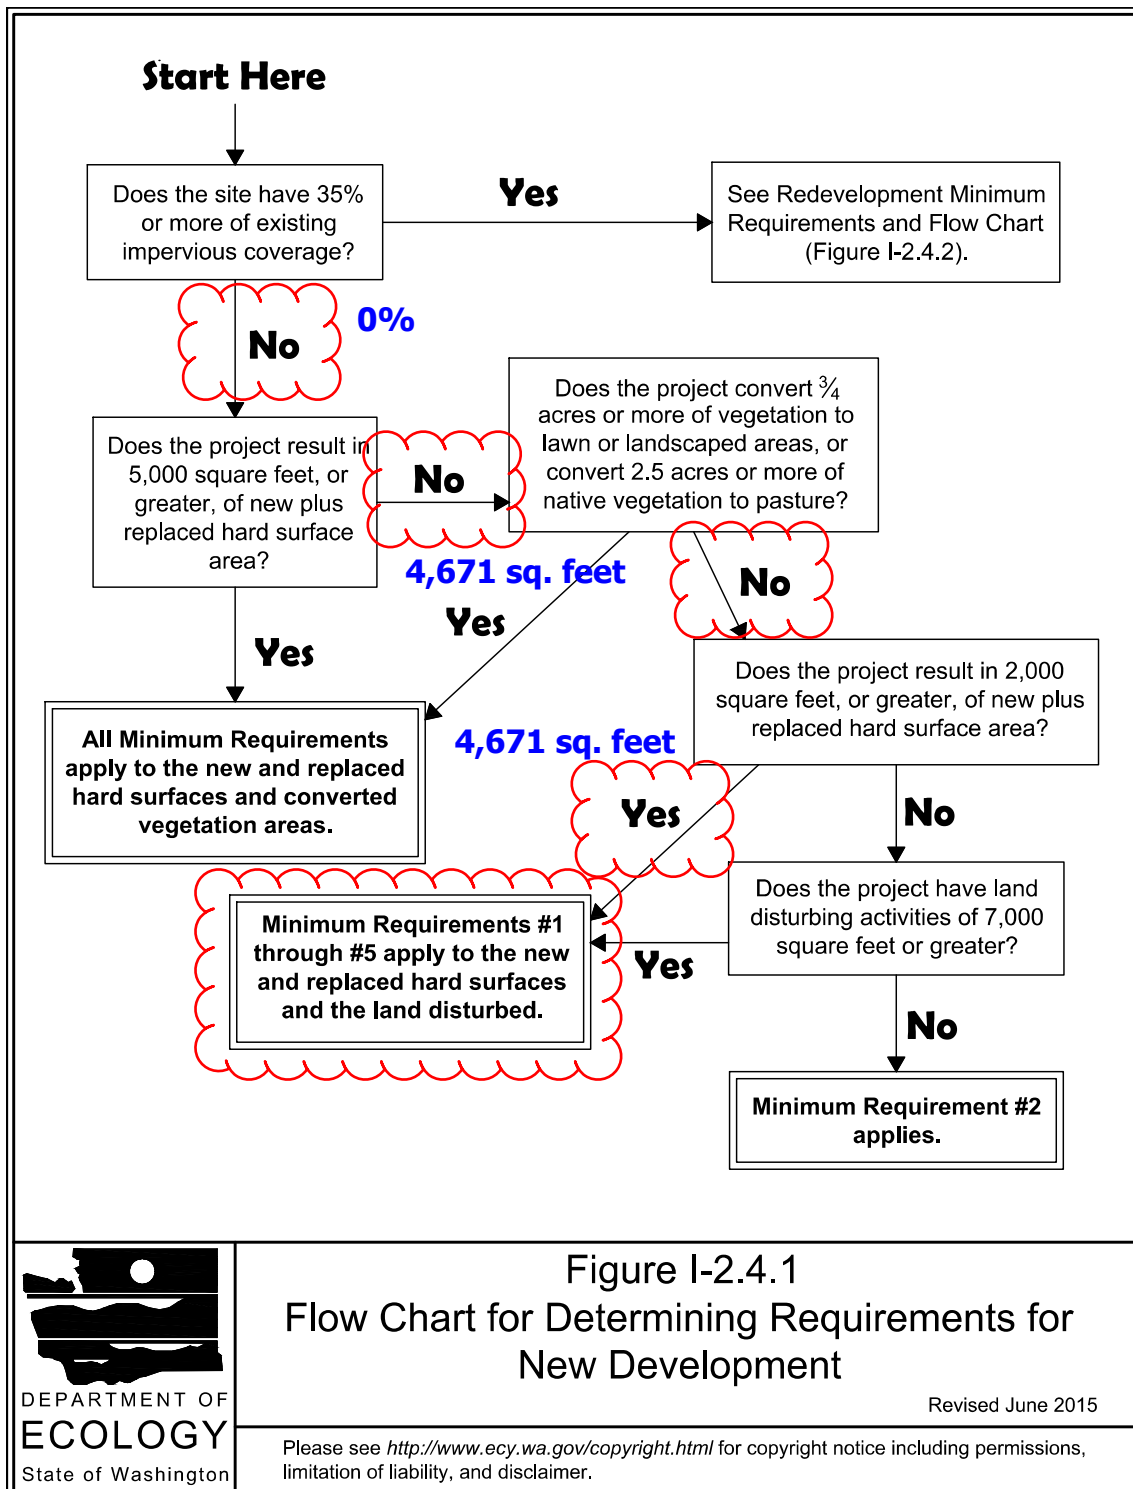 Start Here
Does the site have 35%
or more of existing
impervious coverage?
Yes
See Redevelopment Minimum
Requirements and Flow Chart
(Figure I-2.4.2).
No
0%
Does the project result in
5,000 square feet, or
greater, of new plus
replaced hard surface
area?
No
4,671 sq. feet
Does the project convert ¾
acres or more of vegetation to
lawn or landscaped areas, or
convert 2.5 acres or more of
native vegetation to pasture?
Yes
Yes
No
All Minimum Requirements
apply to the new and replaced
hard surfaces and converted
vegetation areas.
Does the project result in 2,000
square feet, or greater, of new plus
replaced hard surface area?
4,671 sq. feet
Yes
No
Minimum Requirements #1
through #5 apply to the new
and replaced hard surfaces
and the land disturbed.
Does the project have land
disturbing activities of 7,000
square feet or greater?
Yes
No
Minimum Requirement #2
applies.
DEPARTMENT OF
ECOLOGY
State of Washington
Figure I-2.4.1
Flow Chart for Determining Requirements for
New Development
Revised June 2015
Please see http://www.ecy.wa.gov/copyright.html for copyright notice including permissions,
limitation of liability, and disclaimer.